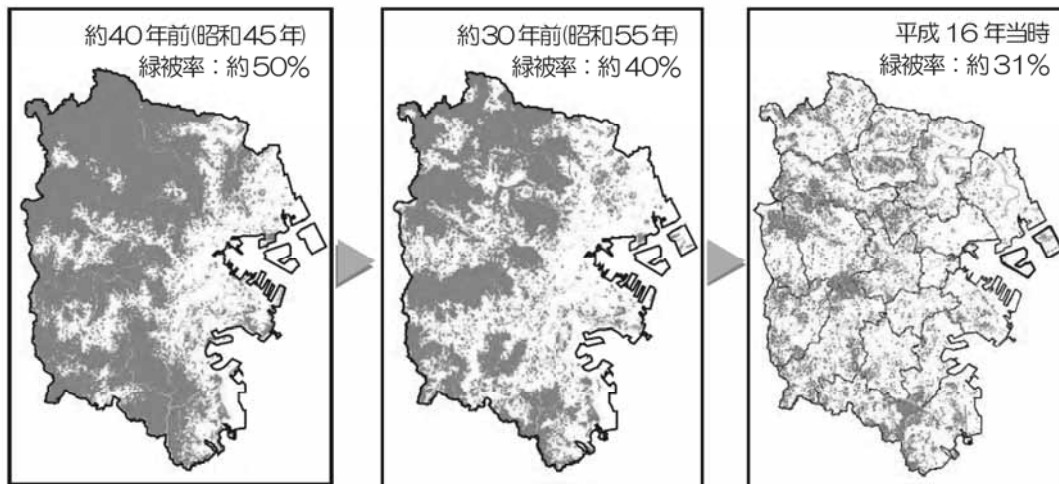 約40年前(昭和45年)
緑被率：約50%
約30年前(昭和55年)
緑被率：約40%
平成16年当時
緑被率：約31%